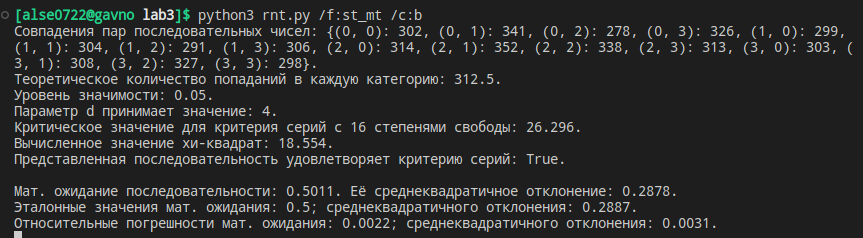 [alse0722@gavno lab3]$ python3 rnt.py /f:st_mt /c:b
Совпадения пар последовательных чисел: {(0, 0): 302, (0, 1): 341, (0, 2): 278, (0, 3): 326, (1, 0): 299,
(1, 1): 304, (1, 2): 291, (1, 3): 306, (2, 0): 314, (2, 1): 352, (2, 2): 338, (2, 3): 313, (3, 0): 303, (
3, 1): 308, (3, 2): 327, (3, 3): 298}.
Теоретическое количество попаданий в каждую категорию: 312.5.
Уровень значимости: 0.05.
Параметр d принимает значение: 4.
Критическое значение для критерия серий с 16 степенями свободы: 26.296.
Вычисленное значение хи-квадрат: 18.554.
Представленная последовательность удовлетворяет критерию серий: True.
Мат. ожидание последовательности: 0.5011. Её среднеквадратичное отклонение: 0.2878.
Эталонные значения мат. ожидания: 0.5; среднеквадратичного отклонения: 0.2887.
Относительные погрешности мат. ожидания: 0.0022; среднеквадратичного отклонения: 0.0031.